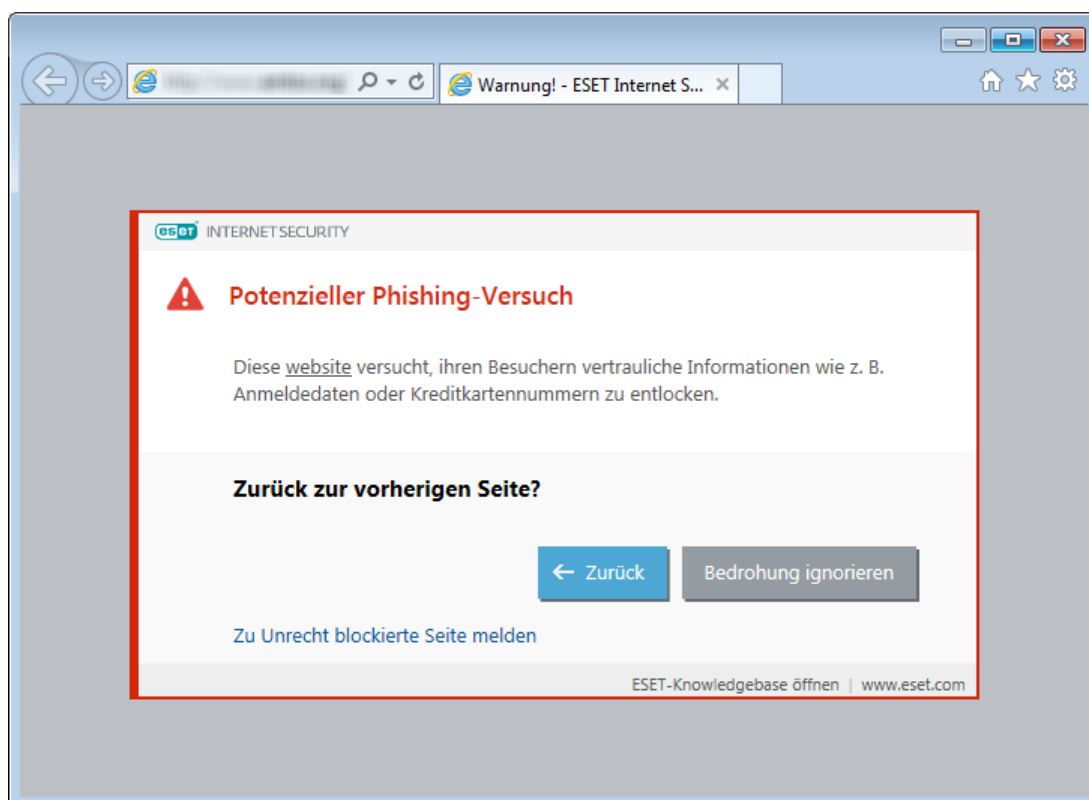 Warnung! - ESET Internet S...
eset INTERNET SECURITY
Potenzieller Phishing-Versuch
Diese website versucht, ihren Besuchern vertrauliche Informationen wie z. B.
Anmeldedaten oder Kreditkartennummern zu entlocken.
Zurück zur vorherigen Seite?
Zurück
Bedrohung ignorieren
Zu Unrecht blockierte Seite melden
ESET-Knowledgebase öffnen | www.eset.com